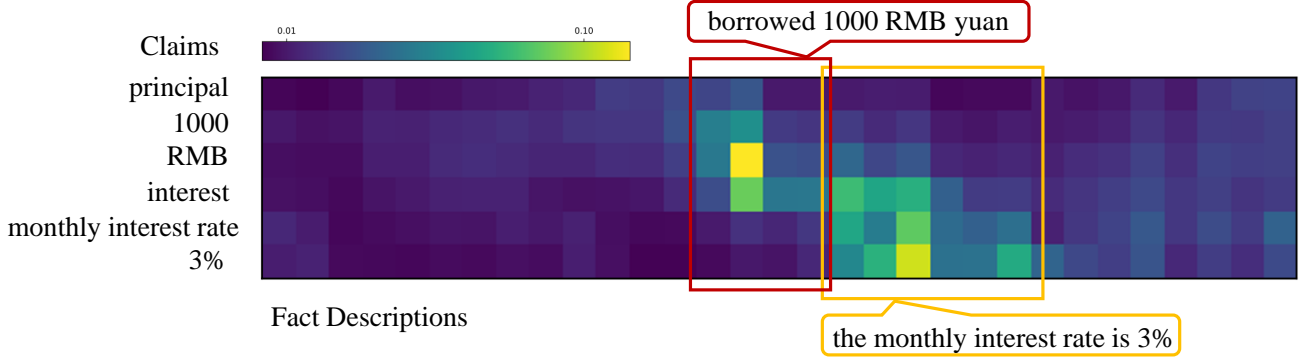 borrowed 1000 RMB yuan
0.01
0.10
Claims
principal
1000
RMB
interest
monthly interest rate
3%
Fact Descriptions
the monthly interest rate is 3%